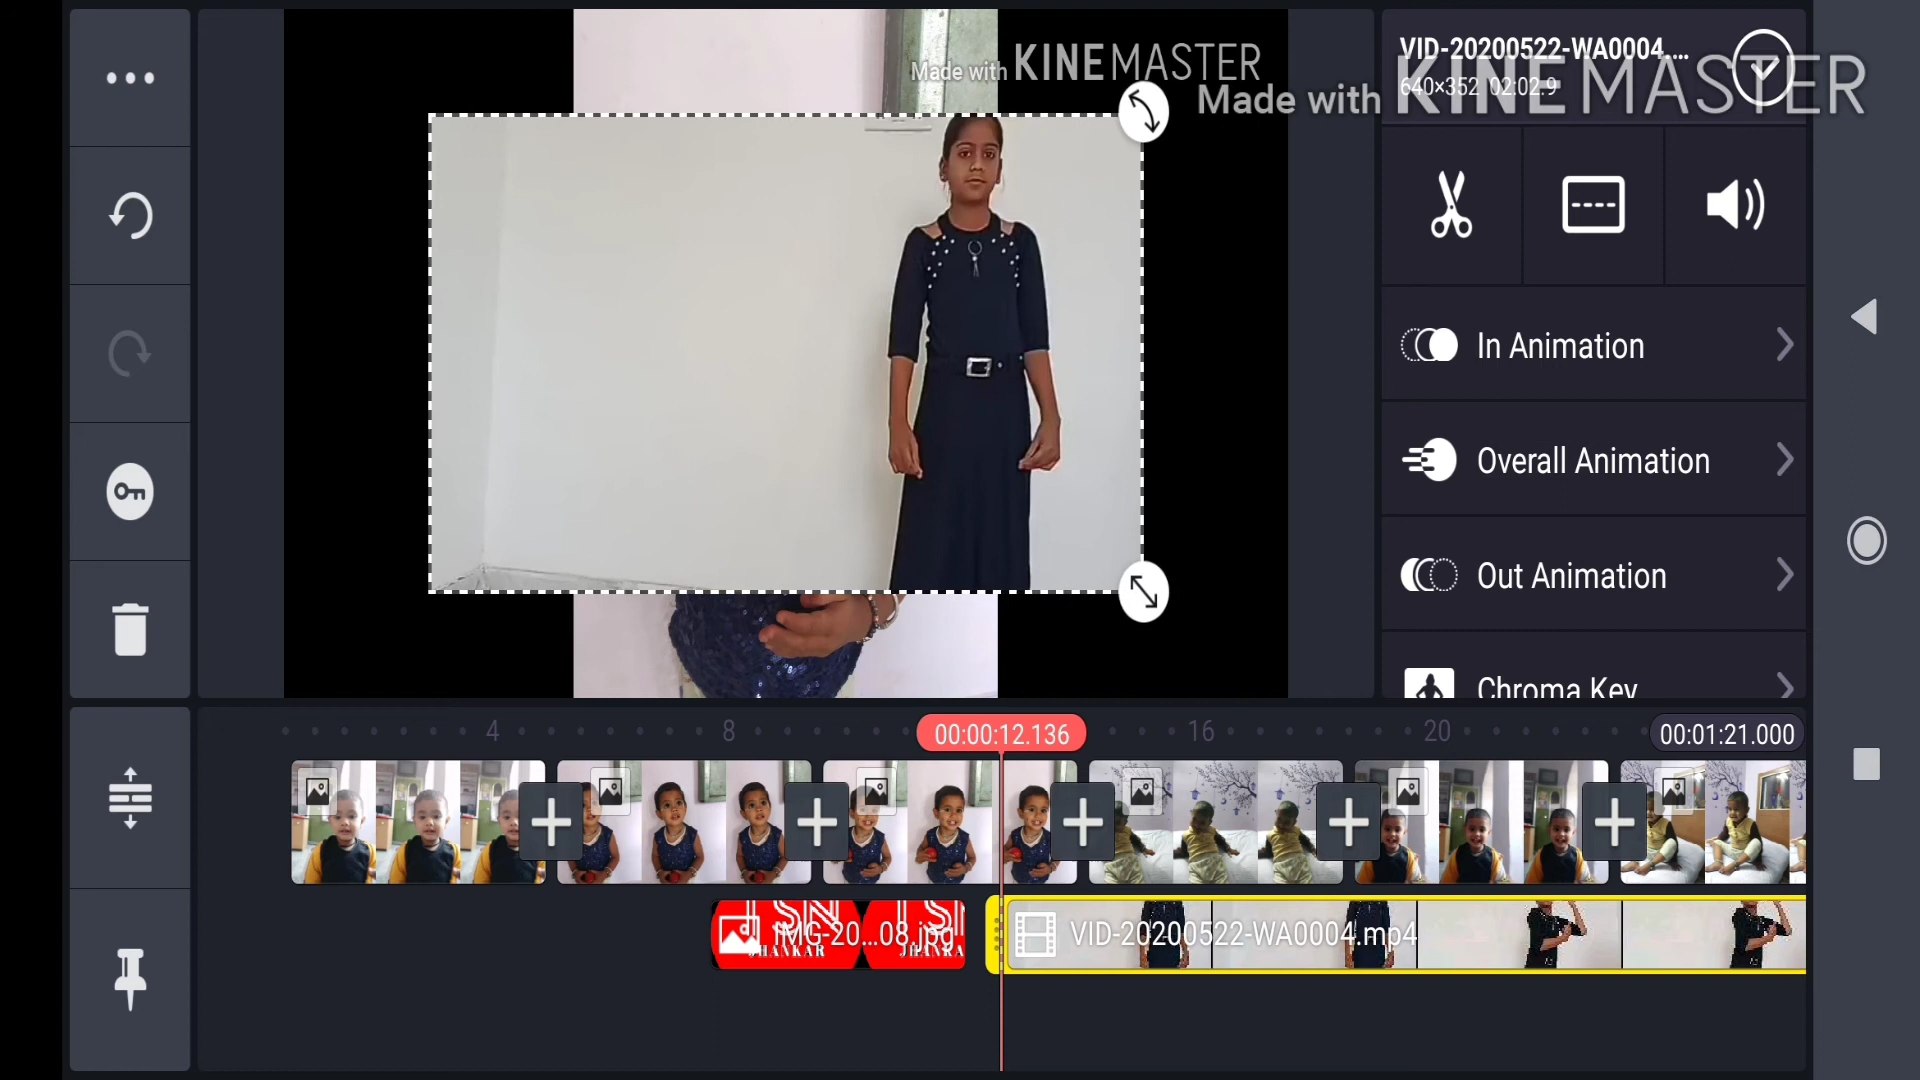 Made with KINEMASTER
Made with KINEMASTER
VID-20200522-WA0004....
640×352 02:02.9
In Animation
Overall Animation
Out Animation
Chroma Key
4
8
00:00:12.136
16
20
00:01:21.000
IMG-20...08.jpg
JHANKAR
VID-20200522-WA0004.mp4